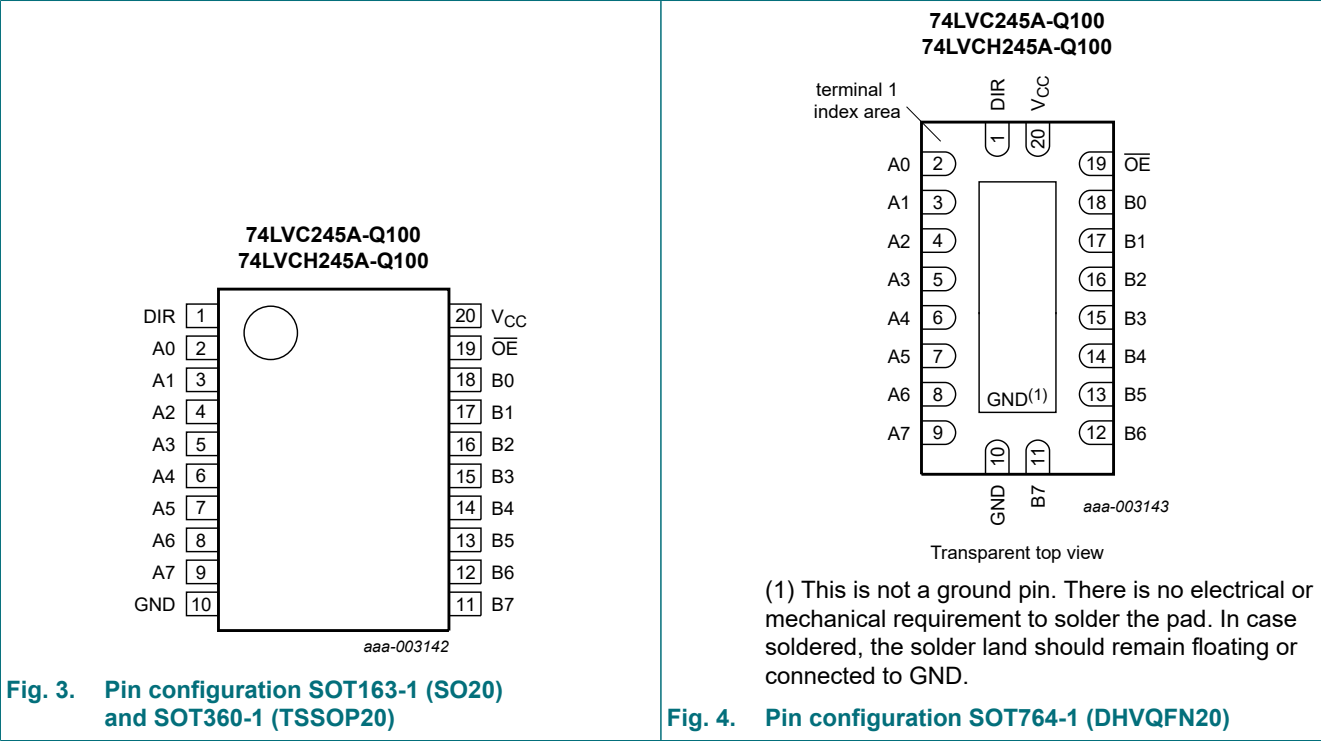 74LVC245A-Q100
74LVCH245A-Q100
DIR 1
A0 2
A1 3
A2 4
A3 5
A4 6
A5 7
A6 8
A7 9
GND 10
20 VCC
19 OE
18 B0
17 B1
16 B2
15 B3
14 B4
13 B5
12 B6
11 B7
aaa-003142
Fig. 3. Pin configuration SOT163-1 (SO20)
and SOT360-1 (TSSOP20)
74LVC245A-Q100
74LVCH245A-Q100
terminal 1
index area
DIR
VCC
1
20
A0 2
A1 3
A2 4
A3 5
A4 6
A5 7
A6 8
A7 9
19 OE
18 B0
17 B1
16 B2
15 B3
14 B4
13 B5
12 B6
GND(1)
10
11
GND
B7
aaa-003143
Transparent top view
(1) This is not a ground pin. There is no electrical or
mechanical requirement to solder the pad. In case
soldered, the solder land should remain floating or
connected to GND.
Fig. 4. Pin configuration SOT764-1 (DHVQFN20)